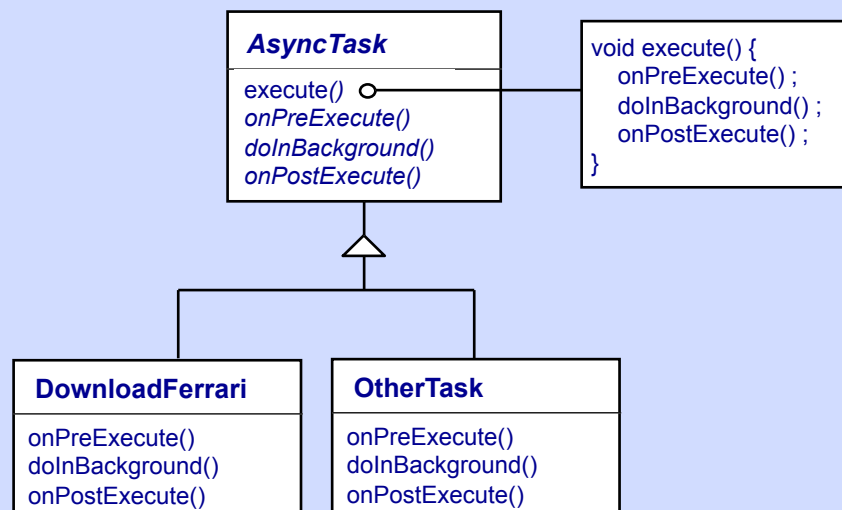 AsyncTask
execute()
onPreExecute()
doInBackground()
onPostExecute()
void execute() {
onPreExecute() ;
doInBackground() ;
onPostExecute() ;
}
DownloadFerrari
onPreExecute()
doInBackground()
onPostExecute()
OtherTask
onPreExecute()
doInBackground()
onPostExecute()